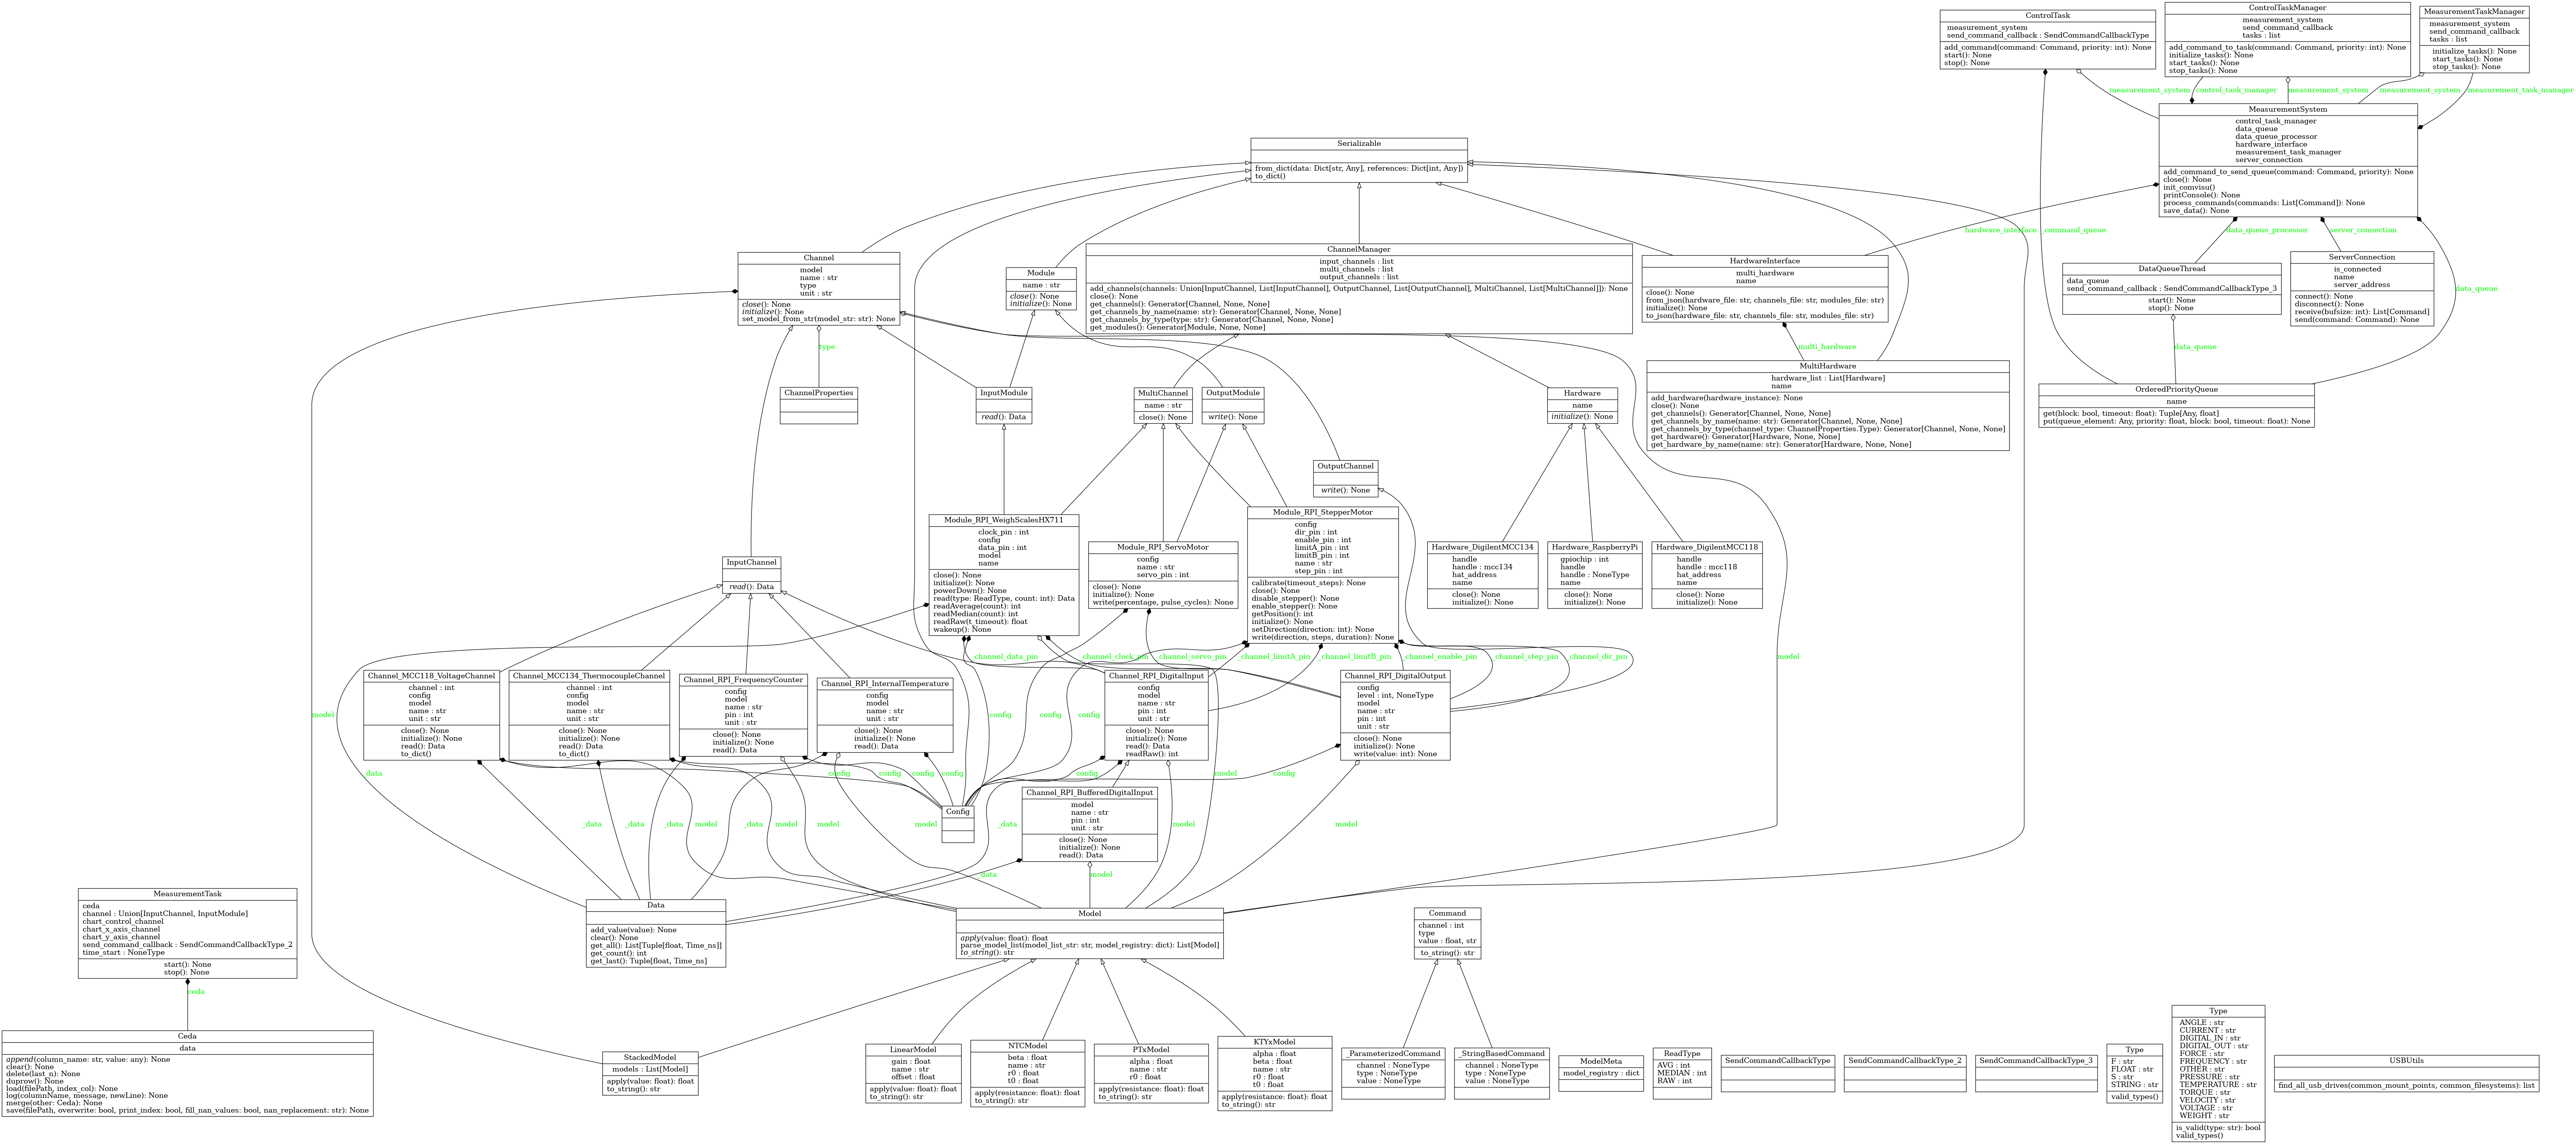 ControlTask
measurement_system
send_command_callback : SendCommandCallbackType
add_command(command: Command, priority: int): None
start(): None
stop(): None
ControlTaskManager
measurement_system
send_command_callback
tasks : list
add_command_to_task(command: Command, priority: int): None
initialize_tasks(): None
start_tasks(): None
stop_tasks(): None
MeasurementTaskManager
measurement_system
send_command_callback
tasks : list
initialize_tasks(): None
start_tasks(): None
stop_tasks(): None
measurement_system
control_task_manager
measurement_system
measurement_system
measurement_task_manager
MeasurementSystem
control_task_manager
data_queue
data_queue_processor
hardware_interface
measurement_task_manager
server_connection
add_command_to_send_queue(command: Command, priority): None
close(): None
init_comvisu()
printConsole(): None
process_commands(commands: List[Command]): None
save_data(): None
Serializable
from_dict(data: Dict[str, Any], references: Dict[int, Any])
to_dict()
hardware_interface
command_queue
data_queue_processor
server_connection
data_queue
Channel
model
name : str
type
unit : str
close(): None
initialize(): None
set_model_from_str(model_str: str): None
Module
name : str
close(): None
initialize(): None
ChannelManager
input_channels : list
multi_channels : list
output_channels : list
add_channels(channels: Union[InputChannel, List[InputChannel], OutputChannel, List[OutputChannel], MultiChannel, List[MultiChannel]]): None
close(): None
get_channels(): Generator[Channel, None, None]
get_channels_by_name(name: str): Generator[Channel, None, None]
get_channels_by_type(type: str): Generator[Channel, None, None]
get_modules(): Generator[Module, None, None]
HardwareInterface
multi_hardware
name
close(): None
from_json(hardware_file: str, channels_file: str, modules_file: str)
initialize(): None
to_json(hardware_file: str, channels_file: str, modules_file: str)
DataQueueThread
data_queue
send_command_callback : SendCommandCallbackType_3
start(): None
stop(): None
ServerConnection
is_connected
name
server_address
connect(): None
disconnect(): None
receive(bufsize: int): List[Command]
send(command: Command): None
type
multi_hardware
data_queue
ChannelProperties
InputModule
read(): Data
MultiChannel
name : str
close(): None
OutputModule
write(): None
Hardware
name
initialize(): None
MultiHardware
hardware_list : List[Hardware]
name
add_hardware(hardware_instance): None
close(): None
get_channels(): Generator[Channel, None, None]
get_channels_by_name(name: str): Generator[Channel, None, None]
get_channels_by_type(channel_type: ChannelProperties.Type): Generator[Channel, None, None]
get_hardware(): Generator[Hardware, None, None]
get_hardware_by_name(name: str): Generator[Hardware, None, None]
OrderedPriorityQueue
name
get(block: bool, timeout: float): Tuple[Any, float]
put(queue_element: Any, priority: float, block: bool, timeout: float): None
OutputChannel
write(): None
InputChannel
read(): Data
Module_RPI_WeighScalesHX711
clock_pin : int
config
data_pin : int
model
name
close(): None
initialize(): None
powerDown(): None
read(type: ReadType, count: int): Data
readAverage(count): int
readMedian(count): int
readRaw(t_timeout): float
wakeup(): None
Module_RPI_ServoMotor
config
name : str
servo_pin : int
close(): None
initialize(): None
write(percentage, pulse_cycles): None
Module_RPI_StepperMotor
config
dir_pin : int
enable_pin : int
limitA_pin : int
limitB_pin : int
name : str
step_pin : int
calibrate(timeout_steps): None
close(): None
disable_stepper(): None
enable_stepper(): None
getPosition(): int
initialize(): None
setDirection(direction: int): None
write(direction, steps, duration): None
Hardware_DigilentMCC134
handle
handle : mcc134
hat_address
name
close(): None
initialize(): None
Hardware_RaspberryPi
gpiochip : int
handle
handle : NoneType
name
close(): None
initialize(): None
Hardware_DigilentMCC118
handle
handle : mcc118
hat_address
name
close(): None
initialize(): None
_channel_data_pin
_channel_clock_pin
_channel_servo_pin
_channel_limitA_pin
_channel_limitB_pin
_channel_enable_pin
_channel_step_pin
_channel_dir_pin
model
Channel_MCC118_VoltageChannel
channel : int
config
model
name : str
unit : str
close(): None
initialize(): None
read(): Data
to_dict()
Channel_MCC134_ThermocoupleChannel
channel : int
config
model
name : str
unit : str
close(): None
initialize(): None
read(): Data
to_dict()
Channel_RPI_FrequencyCounter
config
model
name : str
pin : int
unit : str
close(): None
initialize(): None
read(): Data
Channel_RPI_InternalTemperature
config
model
name : str
unit : str
close(): None
initialize(): None
read(): Data
Channel_RPI_DigitalInput
config
model
name : str
pin : int
unit : str
close(): None
initialize(): None
read(): Data
readRaw(): int
Channel_RPI_DigitalOutput
config
level : int, NoneType
model
name : str
pin : int
unit : str
close(): None
initialize(): None
write(value: int): None
model
config
config
config
_data
config
config
config
config
config
model
config
Config
Channel_RPI_BufferedDigitalInput
model
name : str
pin : int
unit : str
close(): None
initialize(): None
read(): Data
_data
_data
_data
model
_data
model
model
model
_data
model
model
_data
model
MeasurementTask
ceda
channel : Union[InputChannel, InputModule]
chart_control_channel
chart_x_axis_channel
chart_y_axis_channel
send_command_callback : SendCommandCallbackType_2
time_start : NoneType
start(): None
stop(): None
Data
add_value(value): None
clear(): None
get_all(): List[Tuple[float, Time_ns]]
get_count(): int
get_last(): Tuple[float, Time_ns]
Model
apply(value: float): float
parse_model_list(model_list_str: str, model_registry: dict): List[Model]
to_string(): str
Command
channel : int
type
value : float, str
to_string(): str
ceda
Ceda
data
append(column_name: str, value: any): None
clear(): None
delete(last_n): None
duprow(): None
load(filePath, index_col): None
log(columnName, message, newLine): None
merge(other: Ceda): None
save(filePath, overwrite: bool, print_index: bool, fill_nan_values: bool, nan_replacement: str): None
StackedModel
models : List[Model]
apply(value: float): float
to_string(): str
LinearModel
gain : float
name : str
offset : float
apply(value: float): float
to_string(): str
NTCModel
beta : float
name : str
r0 : float
t0 : float
apply(resistance: float): float
to_string(): str
PTxModel
alpha : float
name : str
r0 : float
apply(resistance: float): float
to_string(): str
KTYxModel
alpha : float
beta : float
name : str
r0 : float
t0 : float
apply(resistance: float): float
to_string(): str
_ParameterizedCommand
channel : NoneType
type : NoneType
value : NoneType
_StringBasedCommand
channel : NoneType
type : NoneType
value : NoneType
ModelMeta
model_registry : dict
ReadType
AVG : int
MEDIAN : int
RAW : int
SendCommandCallbackType
SendCommandCallbackType_2
SendCommandCallbackType_3
Type
F : str
FLOAT : str
S : str
STRING : str
valid_types()
Type
ANGLE : str
CURRENT : str
DIGITAL_IN : str
DIGITAL_OUT : str
FORCE : str
FREQUENCY : str
OTHER : str
PRESSURE : str
TEMPERATURE : str
TORQUE : str
VELOCITY : str
VOLTAGE : str
WEIGHT : str
is_valid(type: str): bool
valid_types()
USBUtils
find_all_usb_drives(common_mount_points, common_filesystems): list